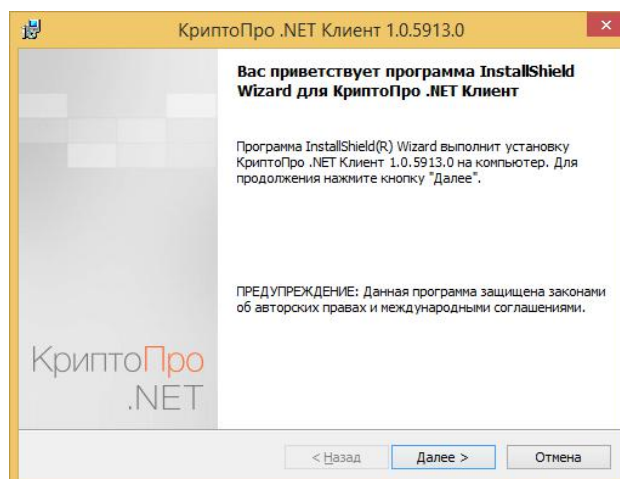 КриптоПро .NET Клиент 1.0.5913.0
Вас приветствует программа InstallShield
Wizard для КриптоПро .NET Клиент
Программа InstallShield(R) Wizard выполнит установку
КриптоПро .NET Клиент 1.0.5913.0 на компьютер. Для
продолжения нажмите кнопку "Далее".
ПРЕДУПРЕЖДЕНИЕ: Данная программа защищена законами
об авторских правах и международными соглашениями.
КриптоПро
.NET
< Назад
Далее >
Отмена